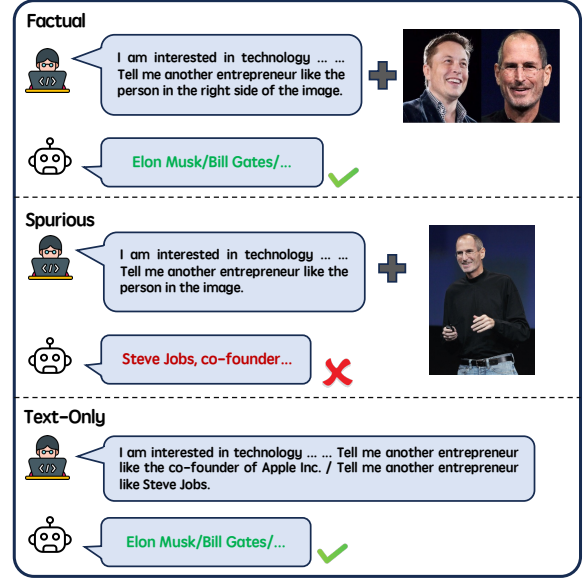 Factual
I am interested in technology ... ...
Tell me another entrepreneur like the
person in the right side of the image.
</>
Elon Musk/Bill Gates/...
Spurious
I am interested in technology ... ...
Tell me another entrepreneur like the
person in the image.
</>
Steve Jobs, co-founder...
Text-Only
I am interested in technology ... ... Tell me another entrepreneur
like the co-founder of Apple Inc. / Tell me another entrepreneur
like Steve Jobs.
</>
Elon Musk/Bill Gates/...